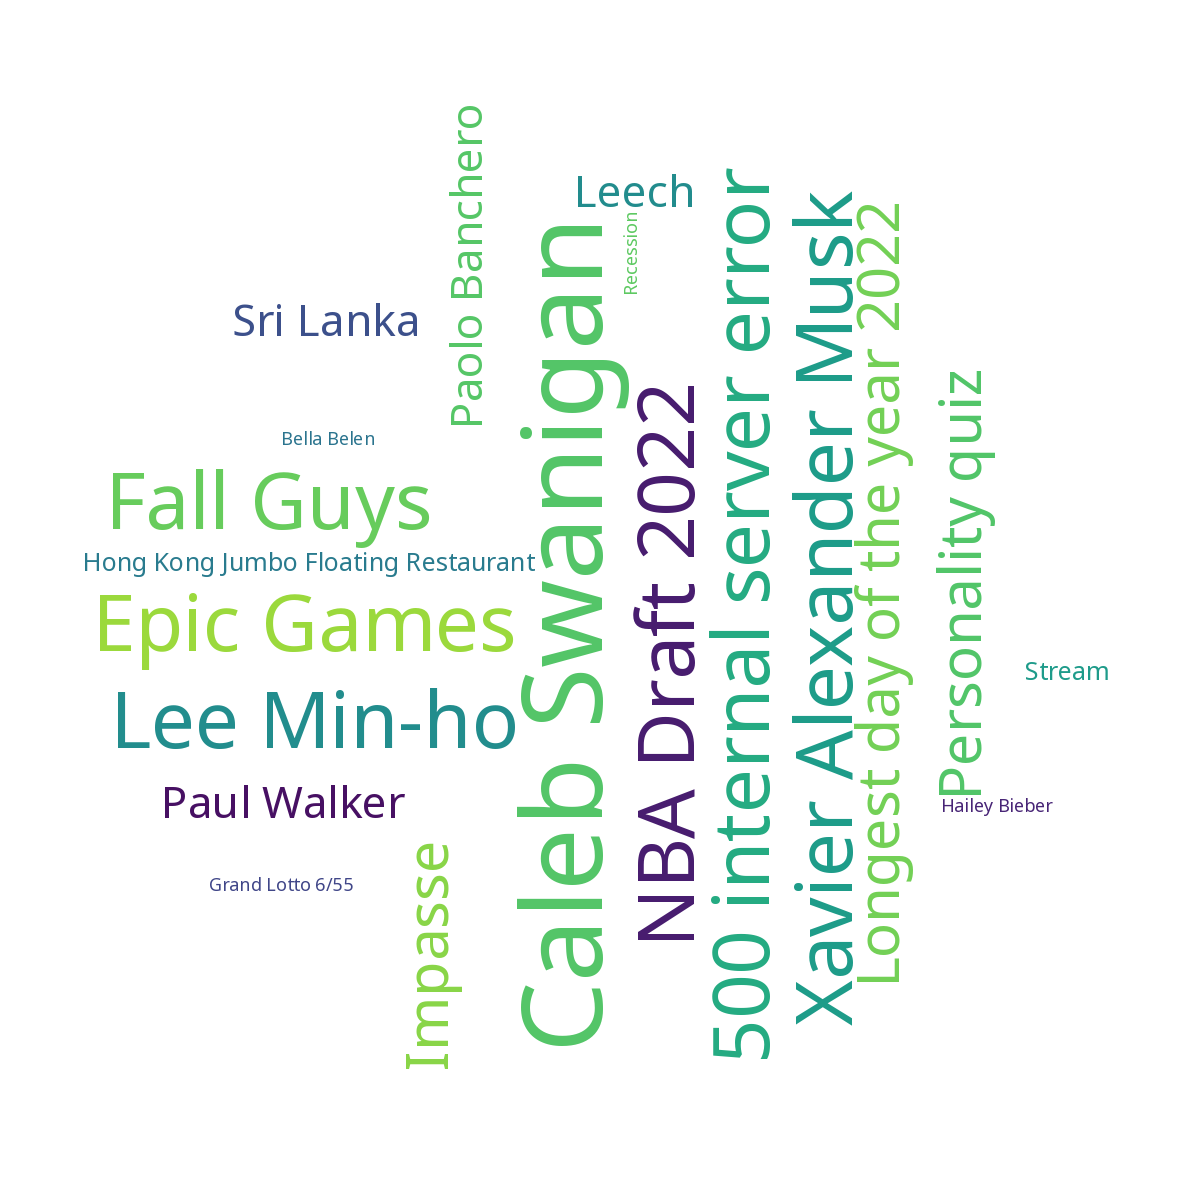 Paolo Banchero
Leech
Recession
Sri Lanka
Bella Belen
Fall Guys
Hong Kong Jumbo Floating Restaurant
Epic Games
Lee Min-ho
Paul Walker
Grand Lotto 6/55
Impasse
Caleb Swanigan
NBA Draft 2022
500 internal server error
Xavier Alexander Musk
Longest day of the year 2022
Personality quiz
Stream
Hailey Bieber